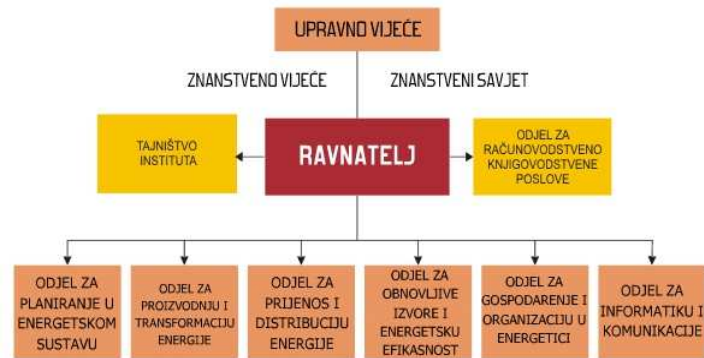 UPRAVNO VIJEĆE
ZNANSTVENO VIJEĆE
ZNANSTVENI SAVJET
TAJNIŠTVO
INSTITUTA
RAVNATELJ
ODJEL ZA
RAČUNOVODSTVENO
KNJIGOVODSTVENE
POSLOVE
ODJEL ZA
PLANIRANJE U
ENERGETSKOM
SUSTAVU
ODJEL ZA
PROIZVODNJU I
TRANSFORMACIJU
ENERGIJE
ODJEL ZA
PRIJENOS I
DISTRIBUCIJU
ENERGIJE
ODJEL ZA
OBNOVLJIVE
IZVORE I
ENERGETSKU
EFIKASNOST
ODJEL ZA
GOSPODARENJE I
ORGANIZACIJU U
ENERGETICI
ODJEL ZA
INFORMATIKU I
KOMUNIKACIJE